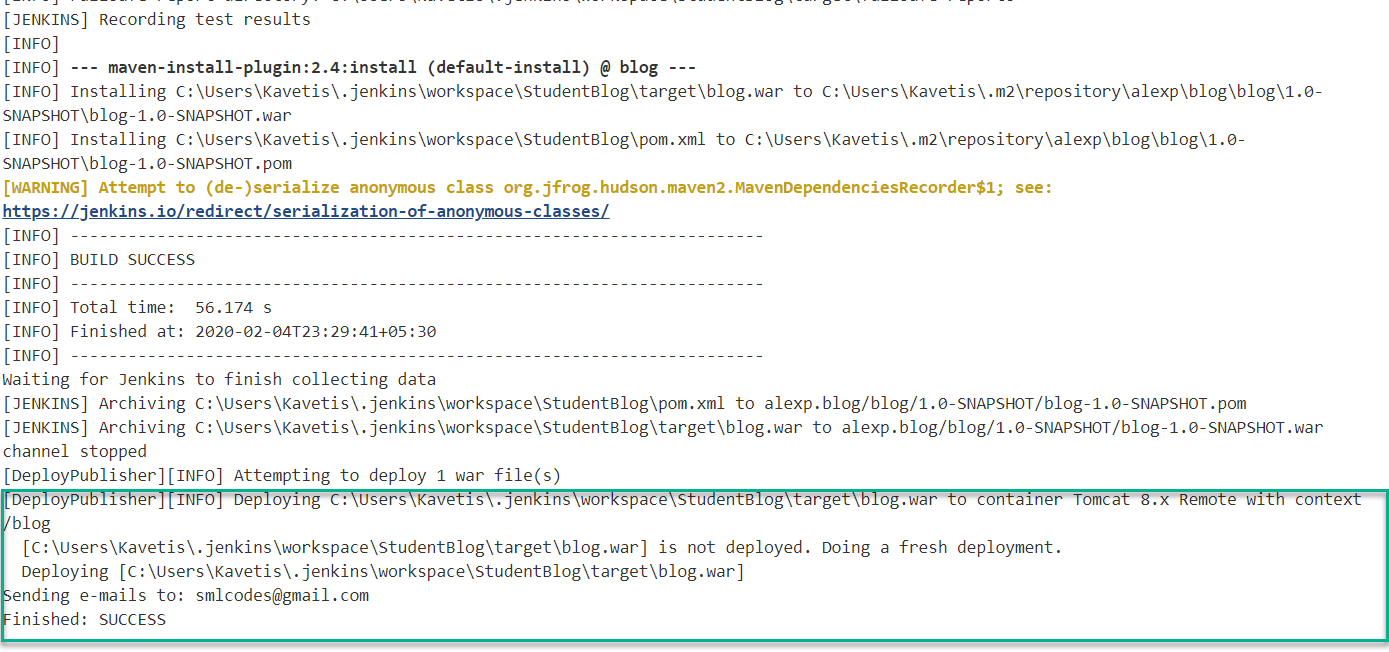 [JENKINS] Recording test results
[INFO]
[INFO] --- maven-install-plugin:2.4:install (default-install) @ blog ---
[INFO] Installing C:\Users\Kavetis\.jenkins\workspace\StudentBlog\target\blog.war to C:\Users\Kavetis\.m2\repository\alexp\blog\blog\1.0-
SNAPSHOT\blog-1.0-SNAPSHOT.war
[INFO] Installing C:\Users\Kavetis\.jenkins\workspace\StudentBlog\pom.xml to C:\Users\Kavetis\.m2\repository\alexp\blog\blog\1.0-
SNAPSHOT\blog-1.0-SNAPSHOT.pom
[WARNING] Attempt to (de-)serialize anonymous class org.jfrog.hudson.maven2.MavenDependenciesRecorder$1; see:
https://jenkins.io/redirect/serialization-of-anonymous-classes/
[INFO] ------------------------------------------------------------------------
[INFO] BUILD SUCCESS
[INFO] ------------------------------------------------------------------------
[INFO] Total time:  56.174 s
[INFO] Finished at: 2020-02-04T23:29:41+05:30
[INFO] ------------------------------------------------------------------------
Waiting for Jenkins to finish collecting data
[JENKINS] Archiving C:\Users\Kavetis\.jenkins\workspace\StudentBlog\pom.xml to alexp.blog/blog/1.0-SNAPSHOT/blog-1.0-SNAPSHOT.pom
[JENKINS] Archiving C:\Users\Kavetis\.jenkins\workspace\StudentBlog\target\blog.war to alexp.blog/blog/1.0-SNAPSHOT/blog-1.0-SNAPSHOT.war
channel stopped
[DeployPublisher][INFO] Attempting to deploy 1 war file(s)
[DeployPublisher][INFO] Deploying C:\Users\Kavetis\.jenkins\workspace\StudentBlog\target\blog.war to container Tomcat 8.x Remote with context
/blog
  [C:\Users\Kavetis\.jenkins\workspace\StudentBlog\target\blog.war] is not deployed. Doing a fresh deployment.
  Deploying [C:\Users\Kavetis\.jenkins\workspace\StudentBlog\target\blog.war]
Sending e-mails to: smlcodes@gmail.com
Finished: SUCCESS